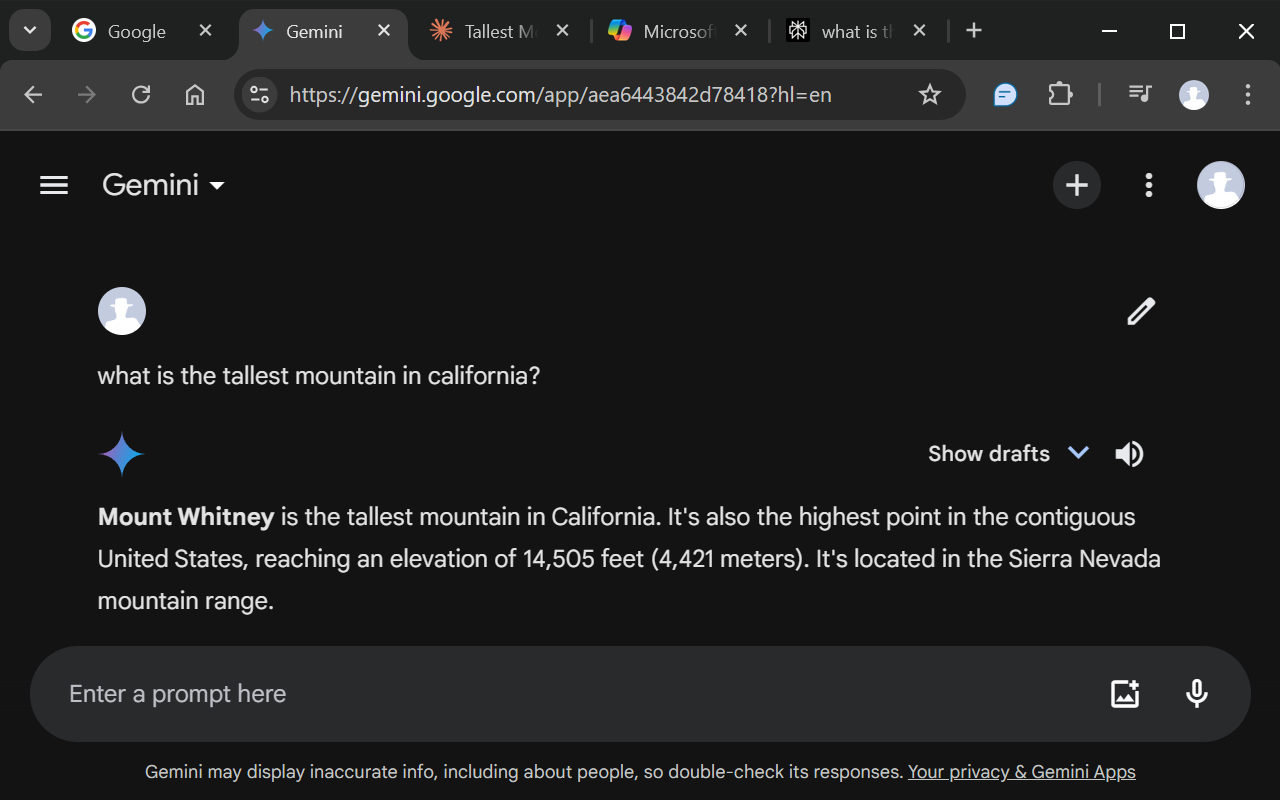 Google
Gemini
Tallest M
Microsof
what is t
https://gemini.google.com/app/aea6443842d78418?hl=en
Gemini
what is the tallest mountain in california?
Show drafts
Mount Whitney is the tallest mountain in California. It's also the highest point in the contiguous
United States, reaching an elevation of 14,505 feet (4,421 meters). It's located in the Sierra Nevada
mountain range.
Enter a prompt here
Gemini may display inaccurate info, including about people, so double-check its responses. Your privacy & Gemini Apps